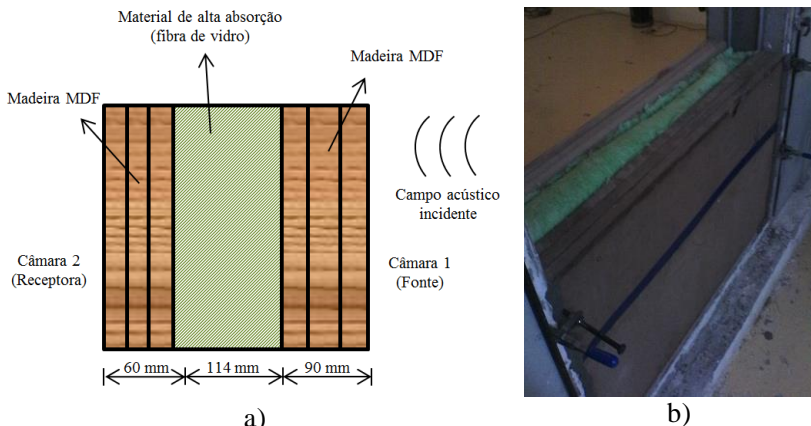 Material de alta absorção
(fibra de vidro)
Madeira MDF
Madeira MDF
Campo acústico
incidente
Câmara 2
(Receptora)
Câmara 1
(Fonte)
60 mm 114 mm 90 mm
a)
b)